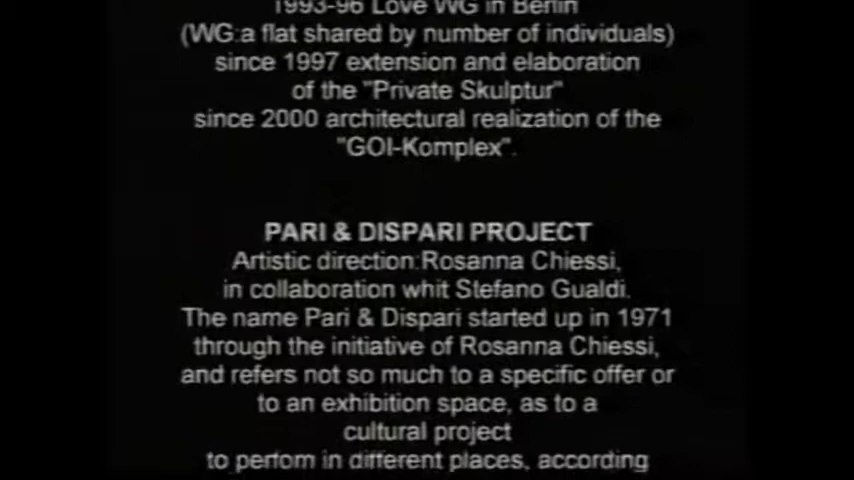 1993-96 Love WG in Berlin
(WG:a flat shared by number of individuals)
since 1997 extension and elaboration
of the "Private Skulptur"
since 2000 architectural realization of the
"GOI-Komplex".
PARI & DISPARI PROJECT
Artistic direction:Rosanna Chiessi,
in collaboration whit Stefano Gualdi.
The name Pari & Dispari started up in 1971
through the initiative of Rosanna Chiessi,
and refers not so much to a specific offer or
to an exhibition space, as to a
cultural project
to perfom in different places, according